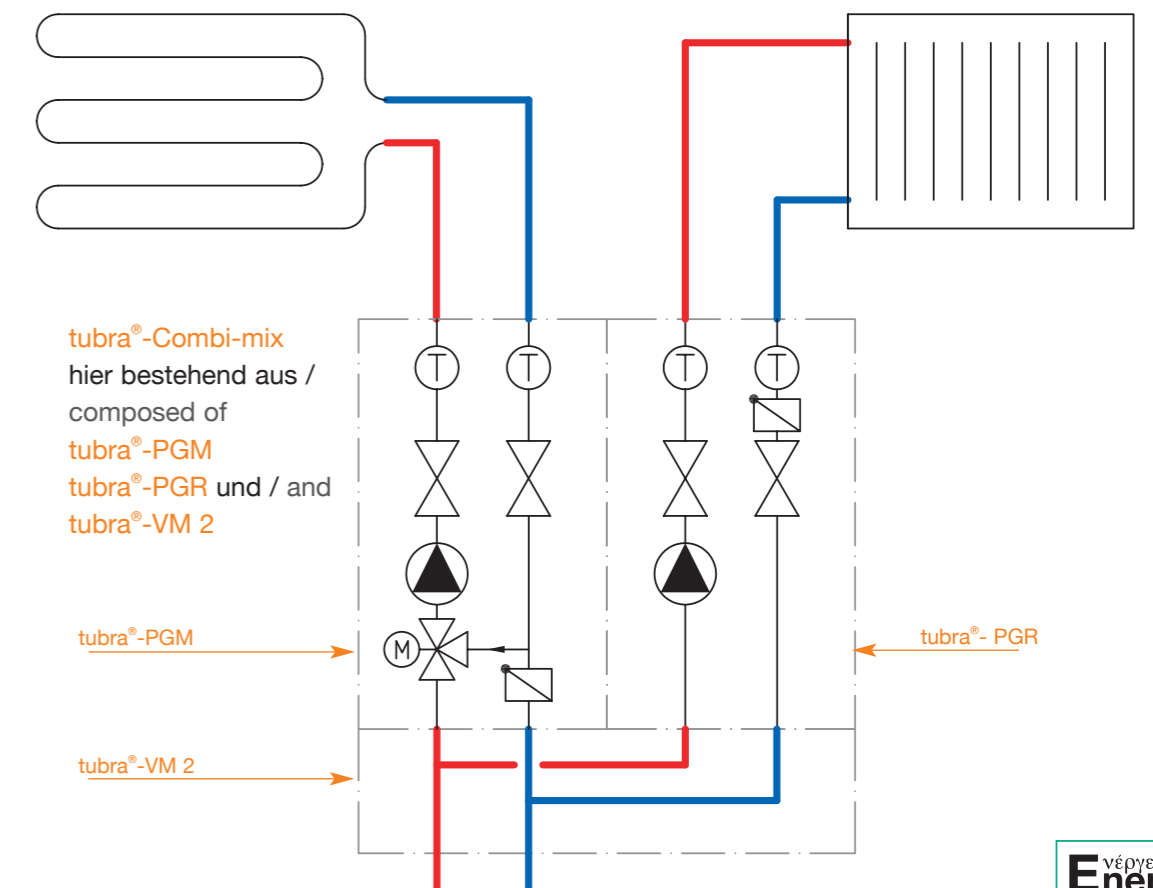 tubra®-Combi-mix
hier bestehend aus /
composed of
tubra®-PGM
tubra®-PGR und / and
tubra®-VM 2
T T T T
tubra®-PGM
M
tubra®- PGR
tubra®-VM 2